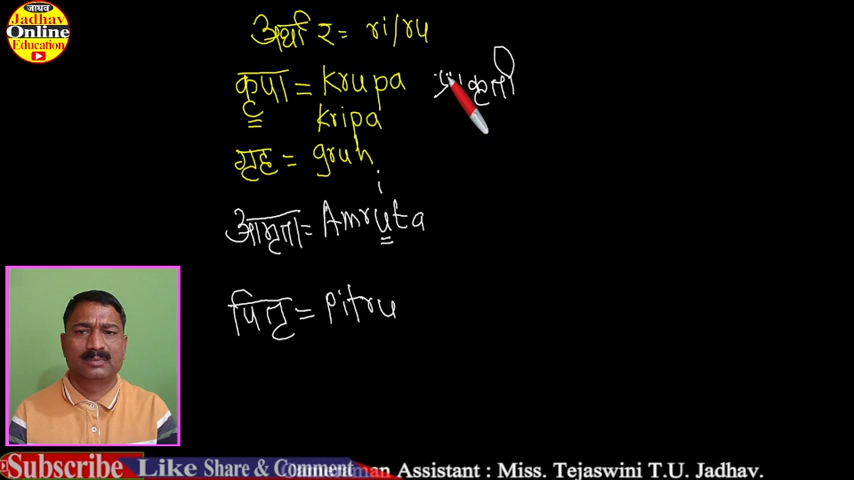 जाधव
Jadhav
Online
Education
अर्धा र = ri/ru
कृपा = Krupa
kripa
गृह = gruh
i
अमृता = Amruta
पितृ = Pitru
Subscribe Like Share & Comment
Assistant : Miss. Tejaswini T.U. Jadhav.